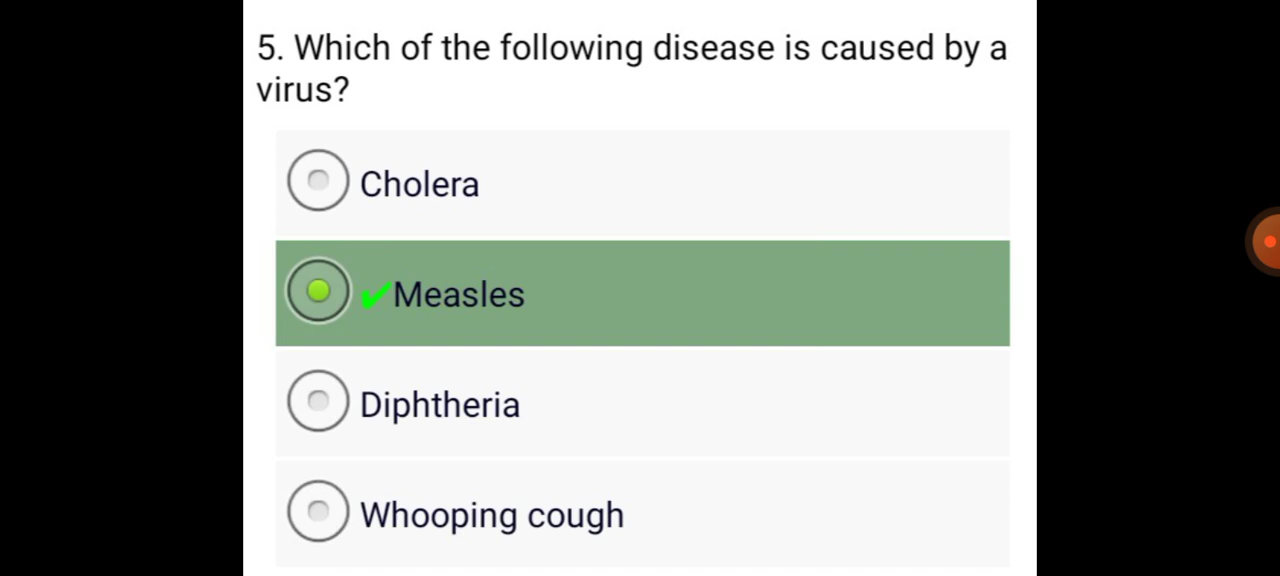 5. Which of the following disease is caused by a
virus?
Cholera
✔Measles
Diphtheria
Whooping cough